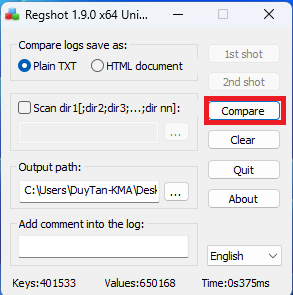 Regshot 1.9.0 x64 Uni...
Compare logs save as:
Plain TXT
HTML document
1st shot
2nd shot
Scan dir1[;dir2;dir3;...;dir nn]:
...
Compare
Clear
Output path:
C:\Users\DuyTan-KMA\Desk
...
Quit
About
Add comment into the log:
English
Keys:401533
Values:650168
Time:0s375ms